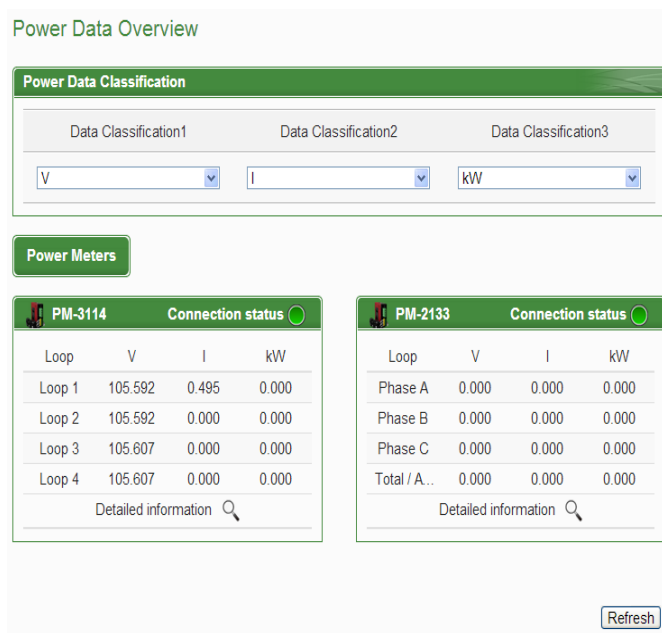 Power Data Overview
Power Data Classification
Data Classification1 Data Classification2 Data Classification3
V I kW
Power Meters
PM-3114 Connection status
Loop V I kW
Loop 1 105.592 0.495 0.000
Loop 2 105.592 0.000 0.000
Loop 3 105.607 0.000 0.000
Loop 4 105.607 0.000 0.000
Detailed information
PM-2133 Connection status
Loop V I kW
Phase A 0.000 0.000 0.000
Phase B 0.000 0.000 0.000
Phase C 0.000 0.000 0.000
Total / A... 0.000 0.000 0.000
Detailed information
Refresh